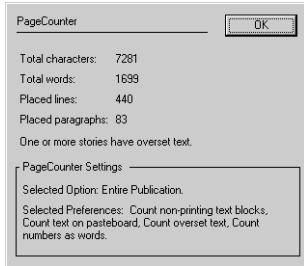 PageCounter
OK
Total characters: 7281
Total words: 1699
Placed lines: 440
Placed paragraphs: 83
One or more stories have overset text.
PageCounter Settings
Selected Option: Entire Publication.
Selected Preferences: Count non-printing text blocks,
Count text on pasteboard, Count overset text, Count
numbers as words.